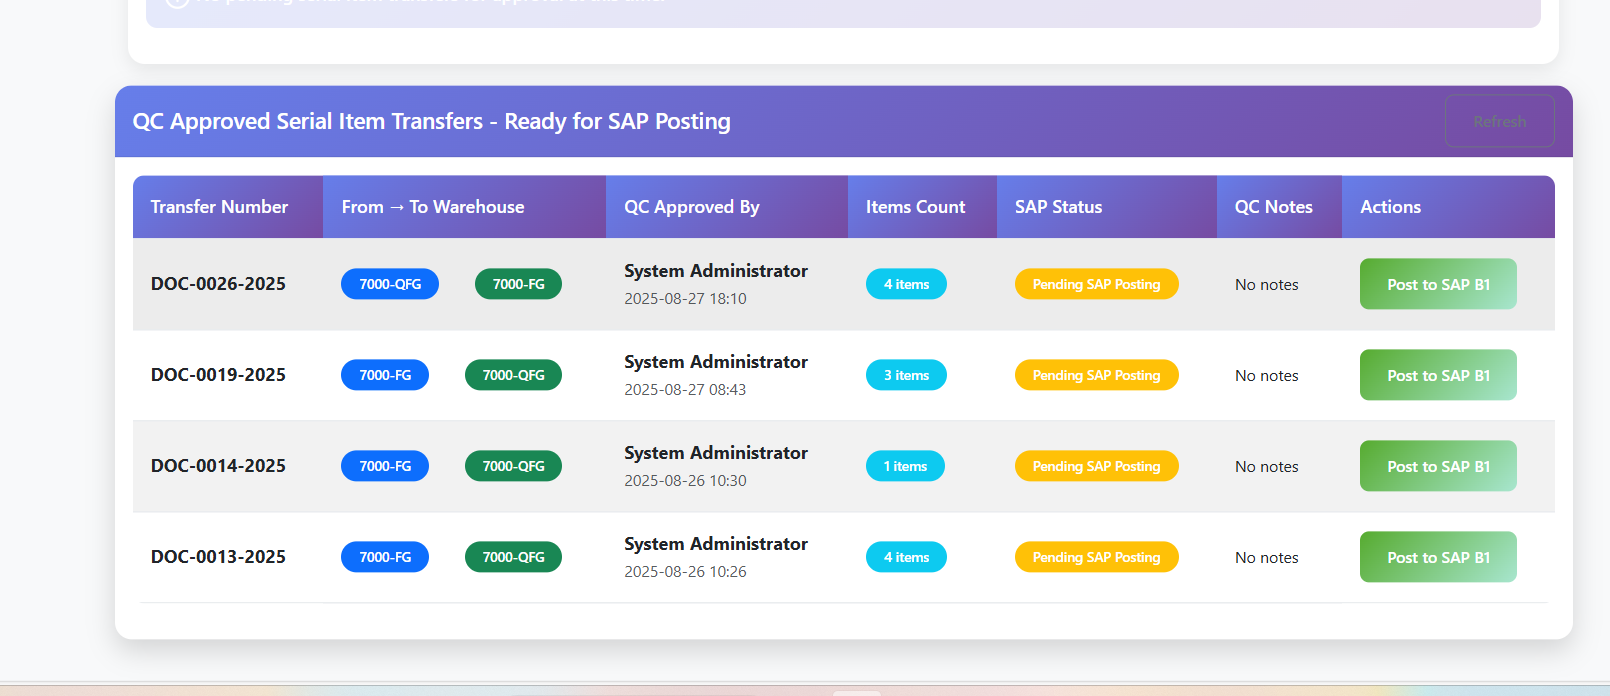 QC Approved Serial Item Transfers - Ready for SAP Posting
Refresh
Transfer Number From → To Warehouse QC Approved By Items Count SAP Status QC Notes Actions
DOC-0026-2025 7000-QFG 7000-FG System Administrator 4 items Pending SAP Posting No notes Post to SAP B1
2025-08-27 18:10
DOC-0019-2025 7000-FG 7000-QFG System Administrator 3 items Pending SAP Posting No notes Post to SAP B1
2025-08-27 08:43
DOC-0014-2025 7000-FG 7000-QFG System Administrator 1 items Pending SAP Posting No notes Post to SAP B1
2025-08-26 10:30
DOC-0013-2025 7000-FG 7000-QFG System Administrator 4 items Pending SAP Posting No notes Post to SAP B1
2025-08-26 10:26